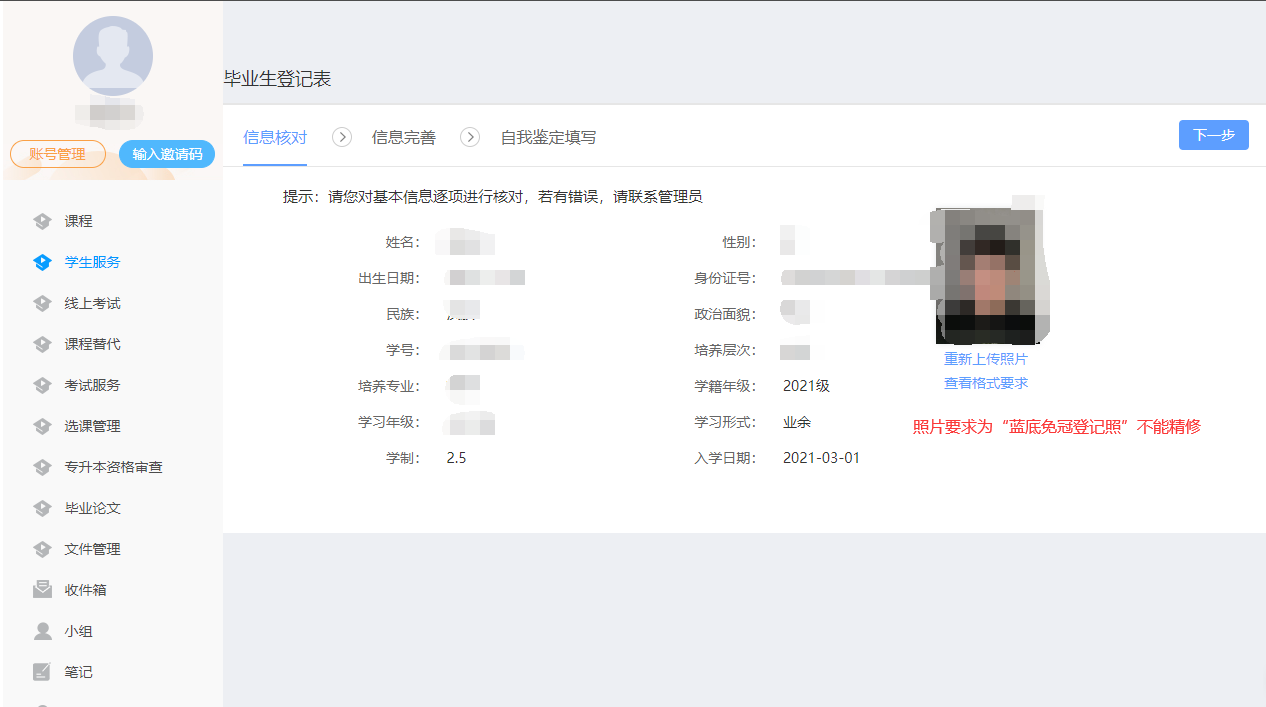 账号管理
输入邀请码
课程
学生服务
线上考试
课程替代
考试服务
选课管理
专升本资格审查
毕业论文
文件管理
收件箱
小组
笔记
毕业生登记表
信息核对
信息完善
自我鉴定填写
下一步
提示：请您对基本信息逐项进行核对，若有错误，请联系管理员
姓名：
性别：
出生日期：
身份证号：
民族：
政治面貌：
学号：
培养层次：
培养专业：
学籍年级： 2021级
学习年级：
学习形式： 业余
学制： 2.5
入学日期： 2021-03-01
重新上传照片
查看格式要求
照片要求为“蓝底免冠登记照”不能精修